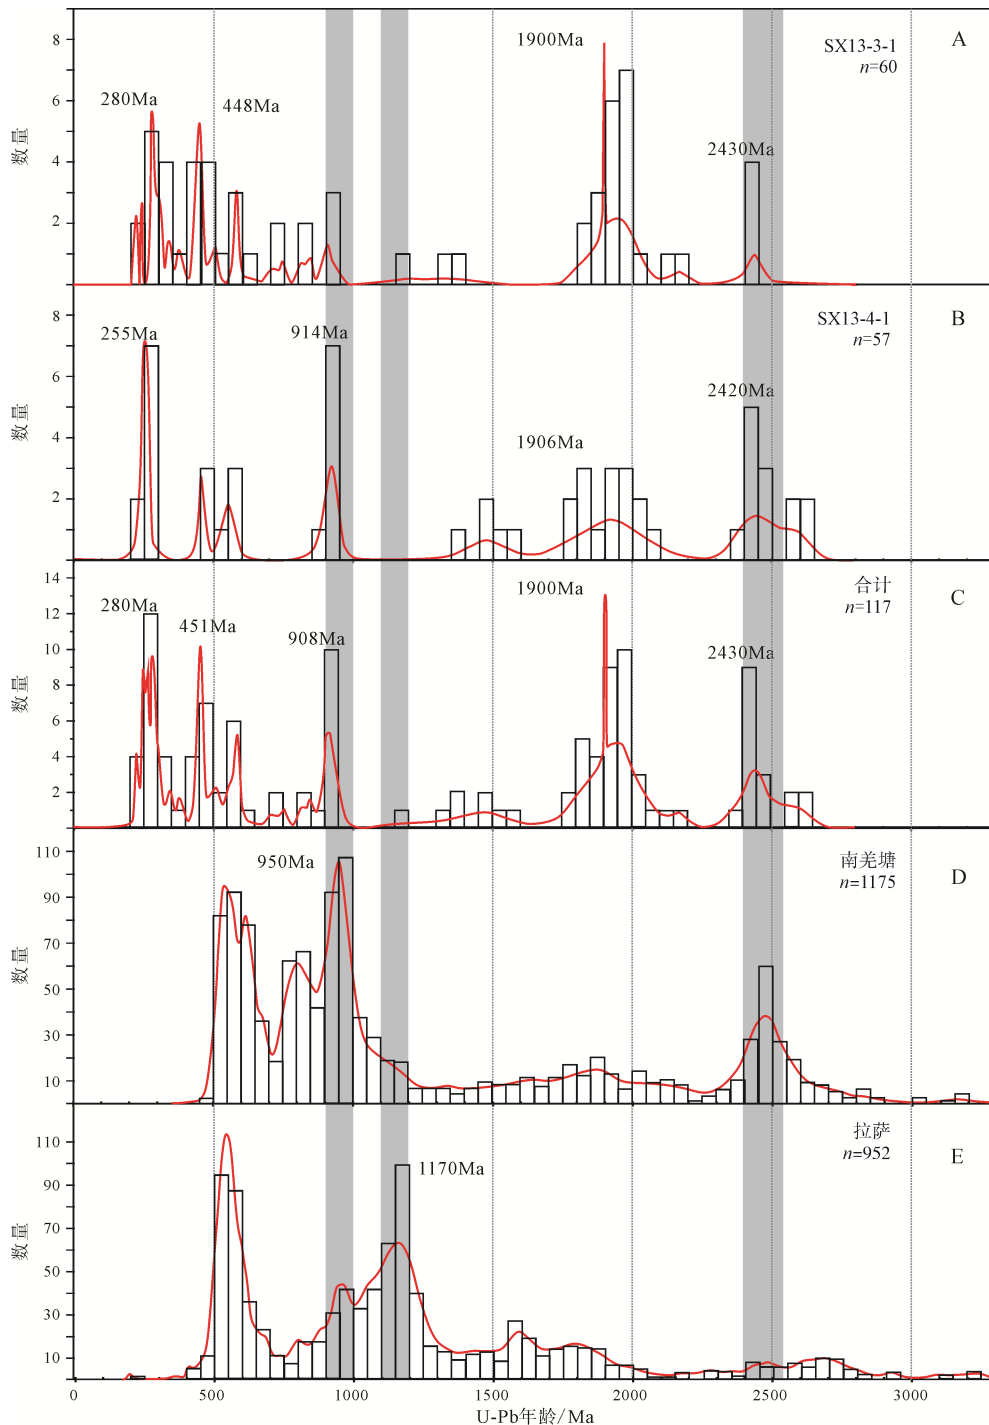 SX13-3-1
A
n=60
1900Ma
280Ma
448Ma
2430Ma
数量
8
6
4
2
SX13-4-1
B
n=57
255Ma
914Ma
1906Ma
2420Ma
数量
8
6
4
2
合计
C
n=117
280Ma
451Ma
908Ma
1900Ma
2430Ma
数量
14
12
10
8
6
4
2
南羌塘
D
n=1175
950Ma
数量
110
90
70
50
30
10
拉萨
E
n=952
1170Ma
数量
110
90
70
50
30
10
0 500 1000 1500 2000 2500 3000
U-Pb年龄/Ma